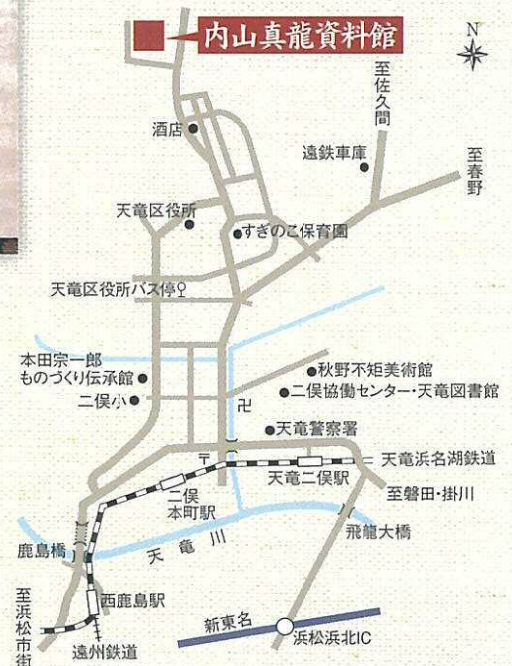 内山真龍資料館
N
至佐久間
酒店
遠鉄車庫
至春野
天竜区役所
すぎのこ保育園
天竜区役所バス停
本田宗一郎
ものづくり伝承館
秋野不矩美術館
二俣小
二俣協働センター・天竜図書館
卍
天竜警察署
〒
天竜浜名湖鉄道
天竜二俣駅
二俣
本町駅
至磐田・掛川
飛龍大橋
鹿島橋
天竜川
至浜松市街
西鹿島駅
新東名
浜松浜北IC
遠州鉄道